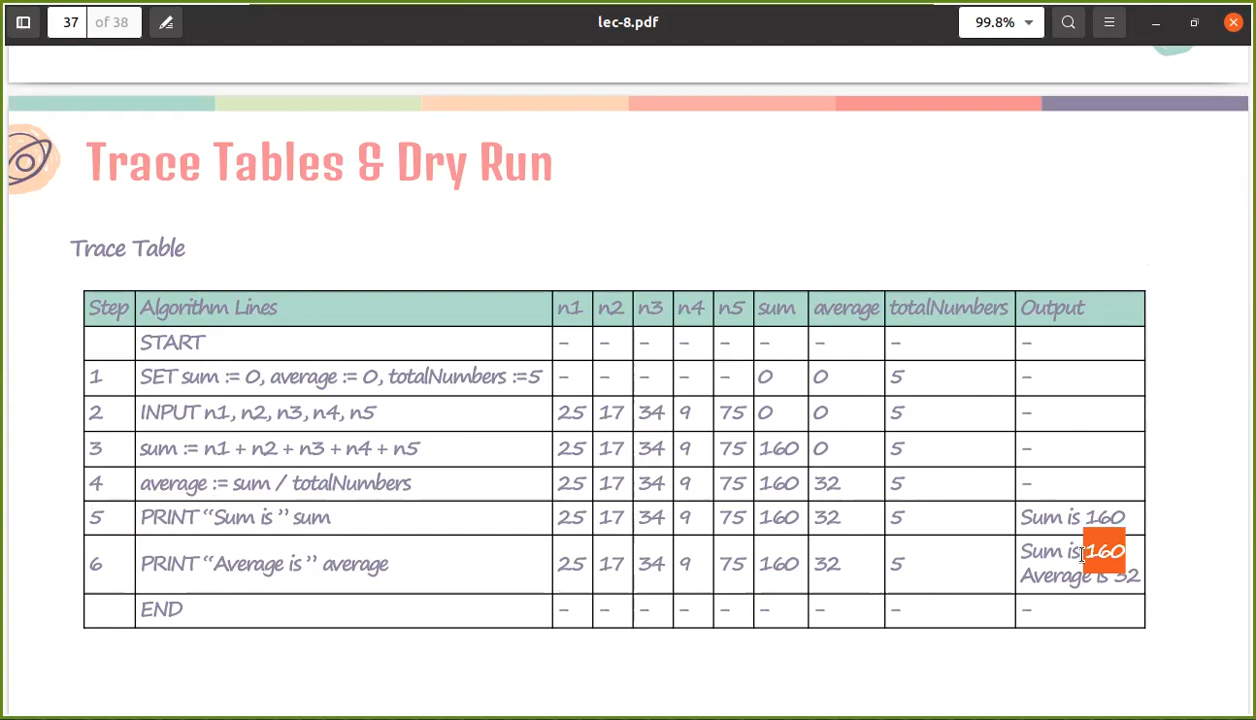 37 of 38 lec-8.pdf 99.8%
Trace Tables & Dry Run
Trace Table
Step Algorithm Lines n1 n2 n3 n4 n5 sum average totalNumbers Output
START - - - - - - - - -
1 SET sum := 0, average := 0, totalNumbers :=5 - - - - - 0 0 5 -
2 INPUT n1, n2, n3, n4, n5 25 17 34 9 75 0 0 5 -
3 sum := n1 + n2 + n3 + n4 + n5 25 17 34 9 75 160 0 5 -
4 average := sum / totalNumbers 25 17 34 9 75 160 32 5 -
5 PRINT “Sum is ” sum 25 17 34 9 75 160 32 5 Sum is 160
6 PRINT “Average is ” average 25 17 34 9 75 160 32 5 Sum is 160
Average is 32
END - - - - - - - - -